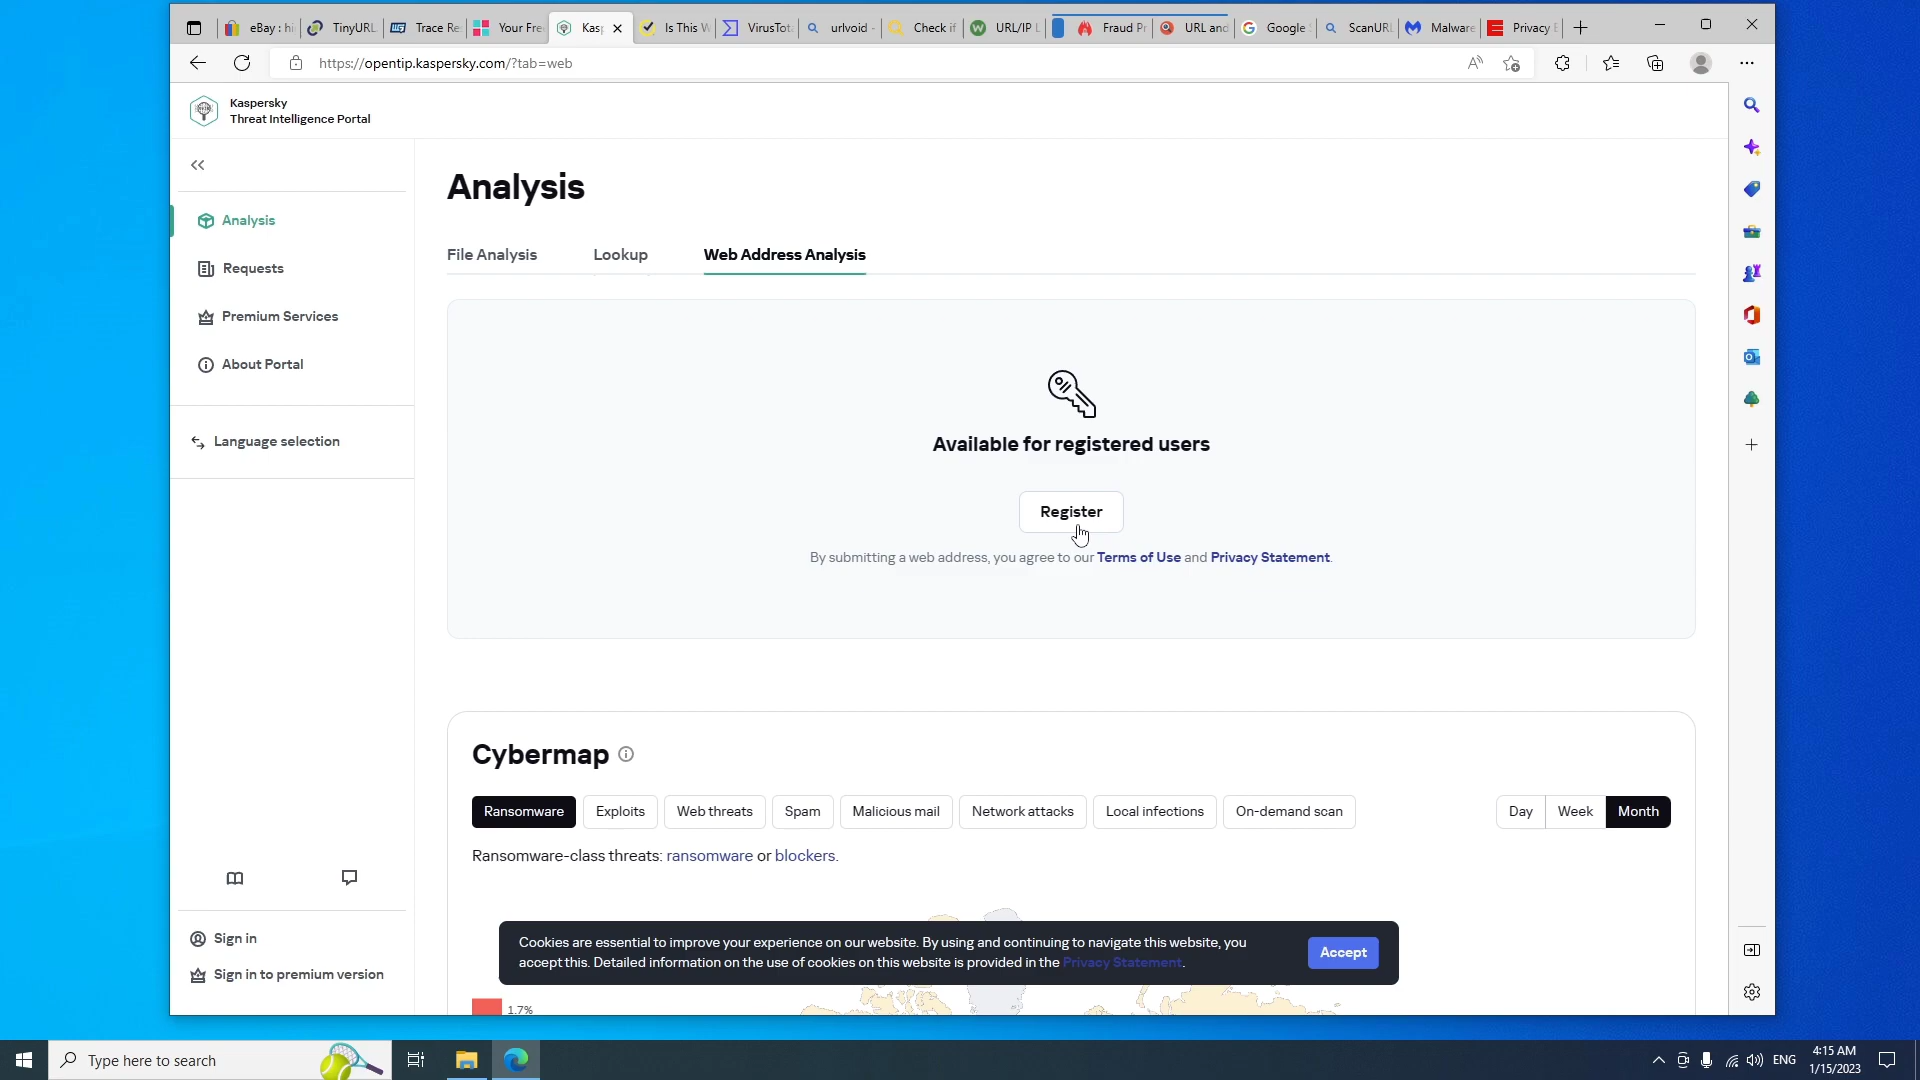 eBay : hi
TinyURL
Trace Re
Your Free
Kasp
Is This W
VirusTota
urlvoid -
Check if
URL/IP L
Fraud Pr
URL and
Google S
ScanURL
Malware
Privacy E
https://opentip.kaspersky.com/?tab=web
Kaspersky
Threat Intelligence Portal
Analysis
Requests
Premium Services
About Portal
Language selection
Sign in
Sign in to premium version
Analysis
File Analysis
Lookup
Web Address Analysis
Available for registered users
Register
By submitting a web address, you agree to our Terms of Use and Privacy Statement.
Cybermap
Ransomware
Exploits
Web threats
Spam
Malicious mail
Network attacks
Local infections
On-demand scan
Day
Week
Month
Ransomware-class threats: ransomware or blockers.
Cookies are essential to improve your experience on our website. By using and continuing to navigate this website, you
accept this. Detailed information on the use of cookies on this website is provided in the Privacy Statement.
Accept
1.7%
Type here to search
ENG
4:15 AM
1/15/2023